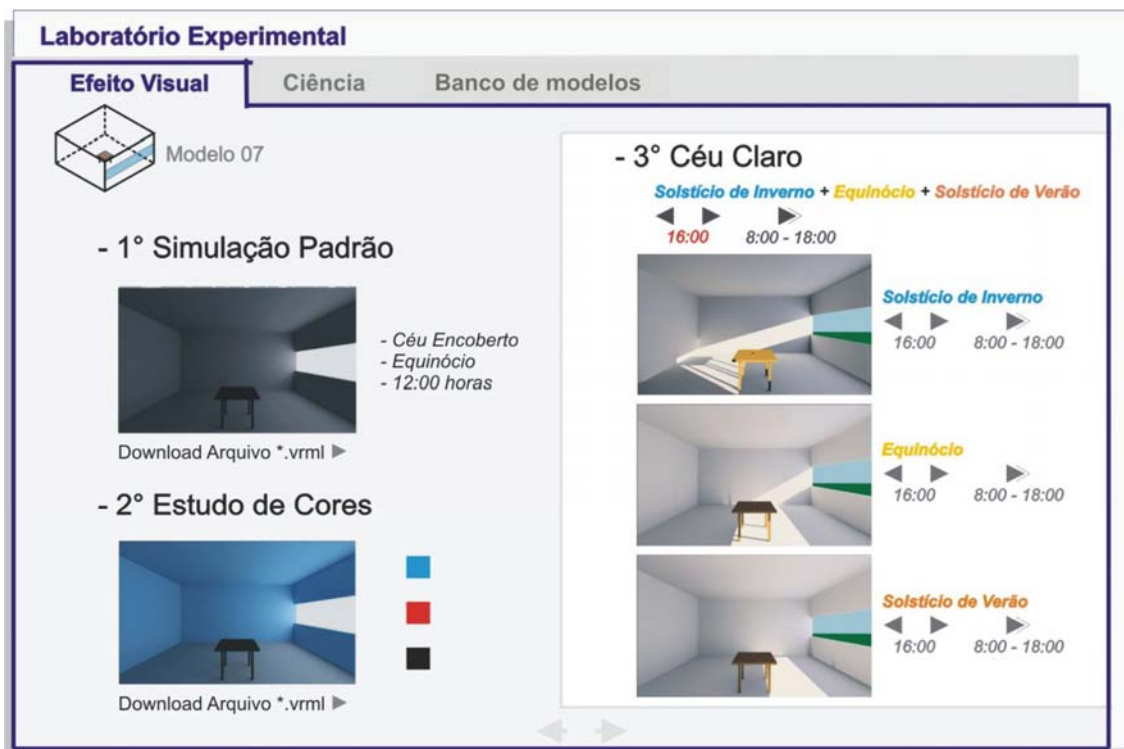 Laboratório Experimental
Efeito Visual
Ciência
Banco de modelos
Modelo 07
- 1° Simulação Padrão
- Céu Encoberto
- Equinócio
- 12:00 horas
Download Arquivo *.vrml
- 2° Estudo de Cores
Download Arquivo *.vrml
- 3° Céu Claro
Solstício de Inverno + Equinócio + Solstício de Verão
16:00 8:00 - 18:00
Solstício de Inverno
16:00 8:00 - 18:00
Equinócio
16:00 8:00 - 18:00
Solstício de Verão
16:00 8:00 - 18:00